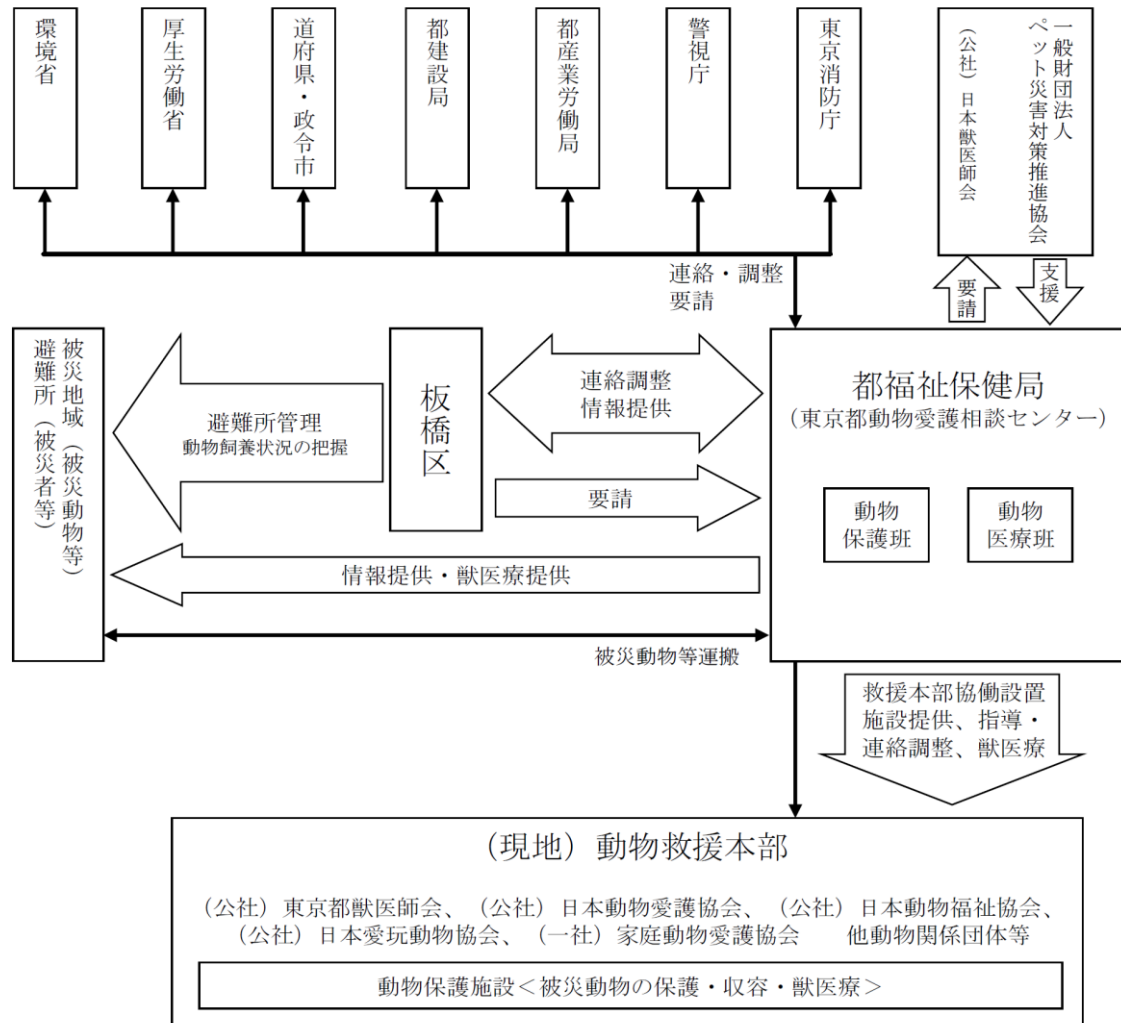 環境省
厚生労働省
道府県・政令市
都建設局
都産業労働局
警視庁
東京消防庁
一般財団法人
ペット災害対策推進協会
(公社)日本獣医師会
連絡・調整
要請
要請
支援
被災地域(被災動物等)
避難所(被災者等)
避難所管理
動物飼養状況の把握
板橋区
連絡調整
情報提供
要請
都福祉保健局
(東京都動物愛護相談センター)
動物
保護班
動物
医療班
情報提供・獣医療提供
被災動物等運搬
救援本部協働設置
施設提供、指導・
連絡調整、獣医療
(現地)動物救援本部
(公社)東京都獣医師会、(公社)日本動物愛護協会、(公社)日本動物福祉協会、
(公社)日本愛玩動物協会、(一社)家庭動物愛護協会　他動物関係団体等
動物保護施設<被災動物の保護・収容・獣医療>